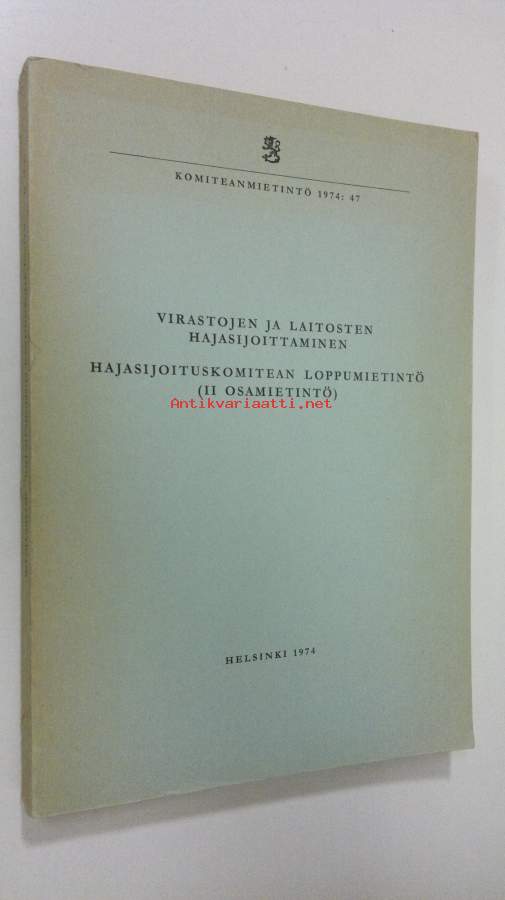 KOMITEANMIETINTÖ 1974: 47
VIRASTOJEN JA LAITOSTEN
HAJASIJOITTAMINEN
HAJASIJOITUSKOMITEAN LOPPUMIETINTÖ
(II OSAMIETINTÖ)
Antikvariaatti.net
HELSINKI 1974